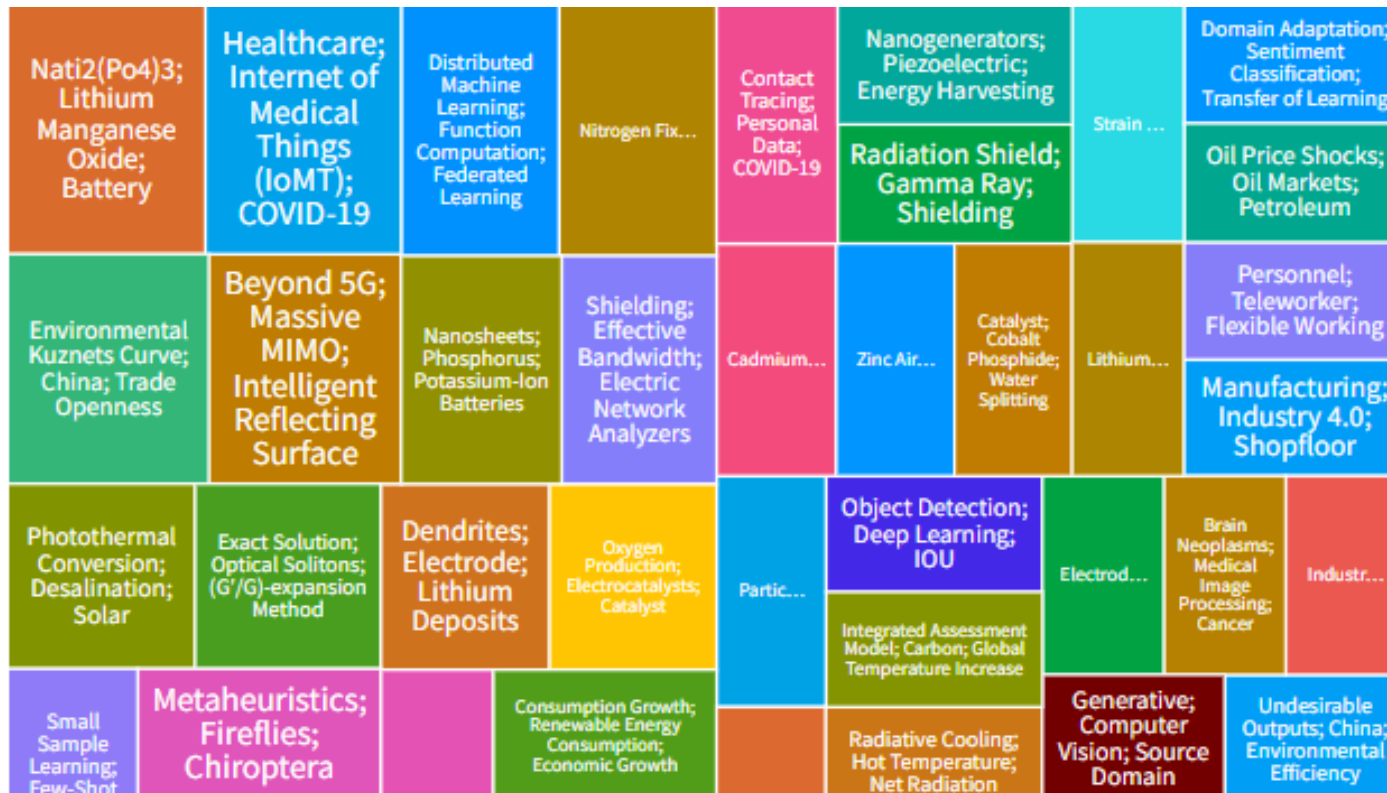 Nati2(Po4)3;
Lithium
Manganese
Oxide;
Battery
Healthcare;
Internet of
Medical
Things
(IoMT);
COVID-19
Distributed
Machine
Learning;
Function
Computation;
Federated
Learning
Nitrogen Fix...
Contact
Tracing;
Personal
Data;
COVID-19
Nanogenerators;
Piezoelectric;
Energy Harvesting
Radiation Shield;
Gamma Ray;
Shielding
Strain ...
Domain Adaptation;
Sentiment
Classification;
Transfer of Learning
Oil Price Shocks;
Oil Markets;
Petroleum
Environmental
Kuznets Curve;
China; Trade
Openness
Beyond 5G;
Massive
MIMO;
Intelligent
Reflecting
Surface
Nanosheets;
Phosphorus;
Potassium-Ion
Batteries
Shielding;
Effective
Bandwidth;
Electric
Network
Analyzers
Cadmium...
Zinc Air...
Catalyst;
Cobalt
Phosphide;
Water
Splitting
Lithium...
Personnel;
Teleworker;
Flexible Working
Manufacturing;
Industry 4.0;
Shopfloor
Photothermal
Conversion;
Desalination;
Solar
Exact Solution;
Optical Solitons;
(G′/G)-expansion
Method
Dendrites;
Electrode;
Lithium
Deposits
Oxygen
Production;
Electrocatalysts;
Catalyst
Partic...
Object Detection;
Deep Learning;
IOU
Integrated Assessment
Model; Carbon; Global
Temperature Increase
Electrod...
Brain
Neoplasms;
Medical
Image
Processing;
Cancer
Industr...
Small
Sample
Learning;
Few-Shot
Metaheuristics;
Fireflies;
Chiroptera
Consumption Growth;
Renewable Energy
Consumption;
Economic Growth
Radiative Cooling;
Hot Temperature;
Net Radiation
Generative;
Computer
Vision; Source
Domain
Undesirable
Outputs; China;
Environmental
Efficiency